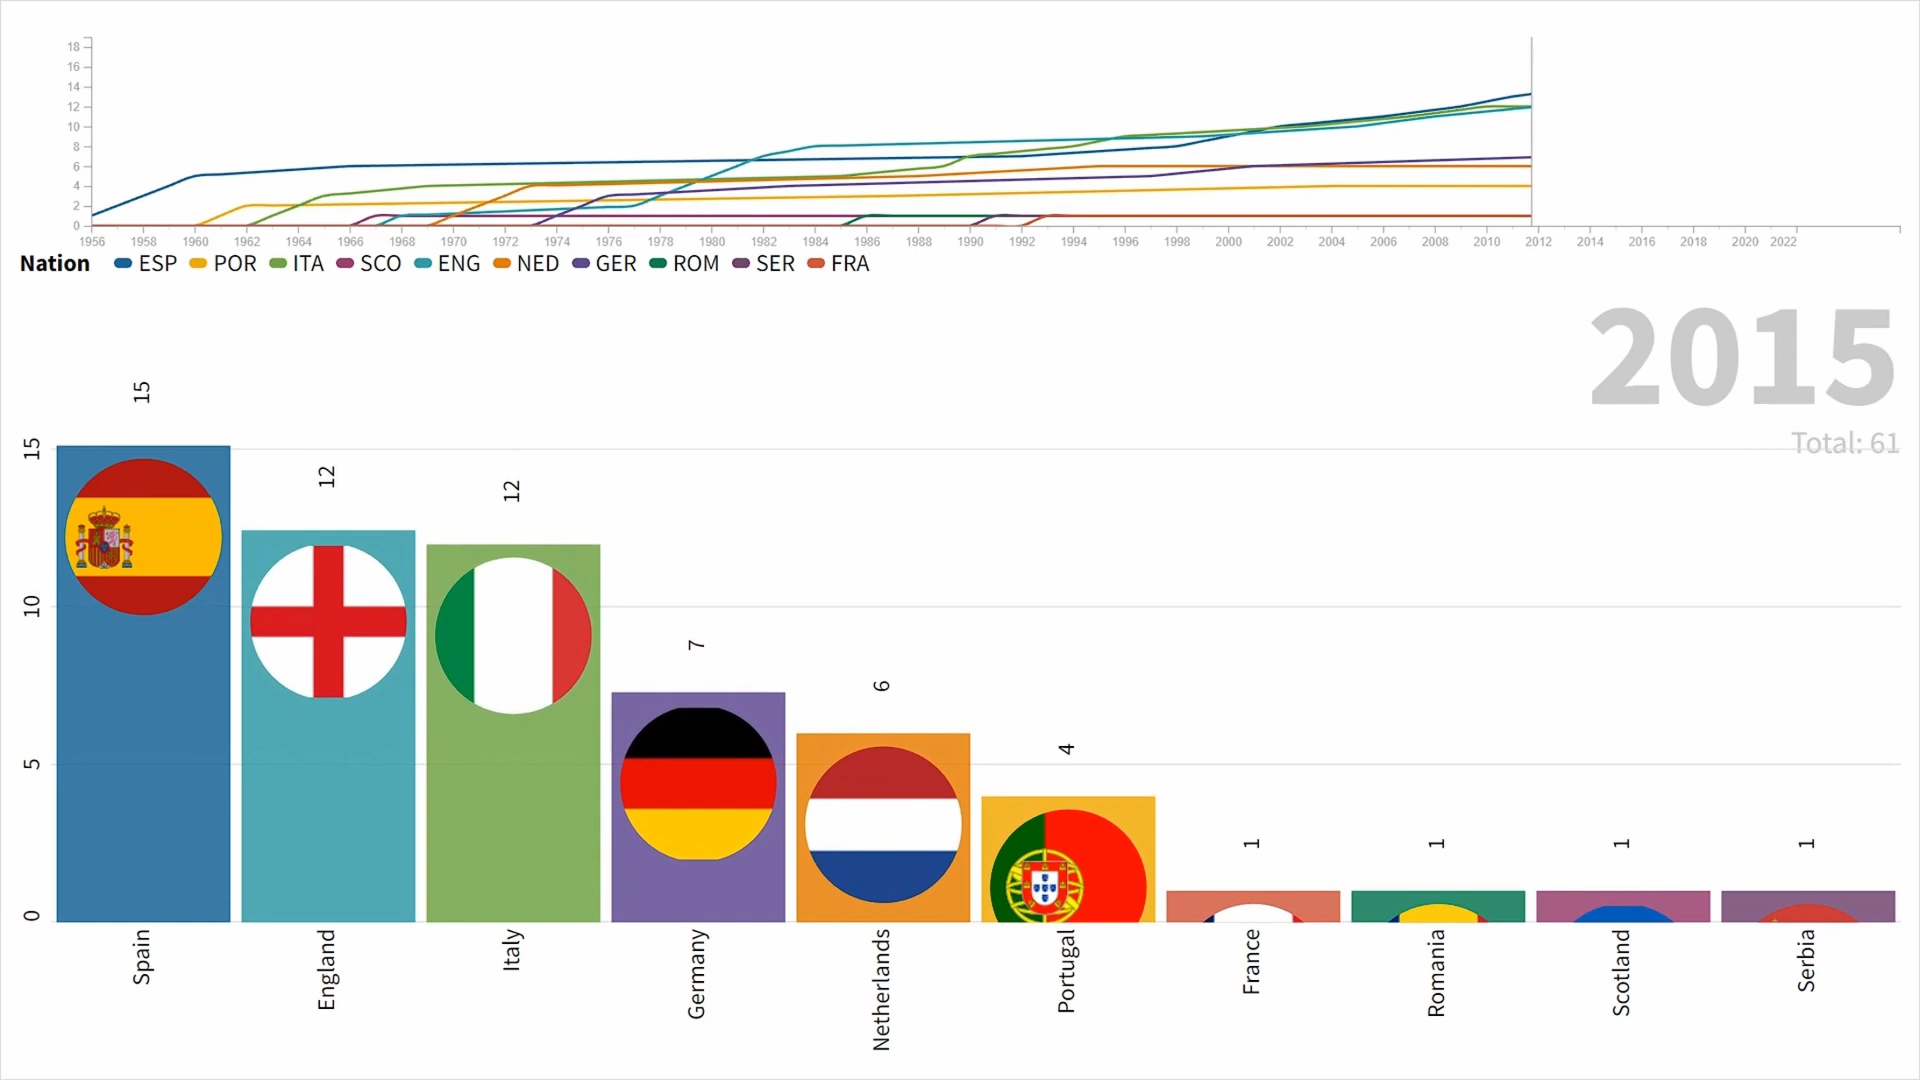 18
16
14
12
10
8
6
4
2
0
1956 1958 1960 1962 1964 1966 1968 1970 1972 1974 1976 1978 1980 1982 1984 1986 1988 1990 1992 1994 1996 1998 2000 2002 2004 2006 2008 2010 2012 2014 2016 2018 2020 2022
Nation ESP POR ITA SCO ENG NED GER ROM SER FRA
2015
Total: 61
15
10
5
0
15
12
12
7
6
4
1
1
1
1
Spain
England
Italy
Germany
Netherlands
Portugal
France
Romania
Scotland
Serbia